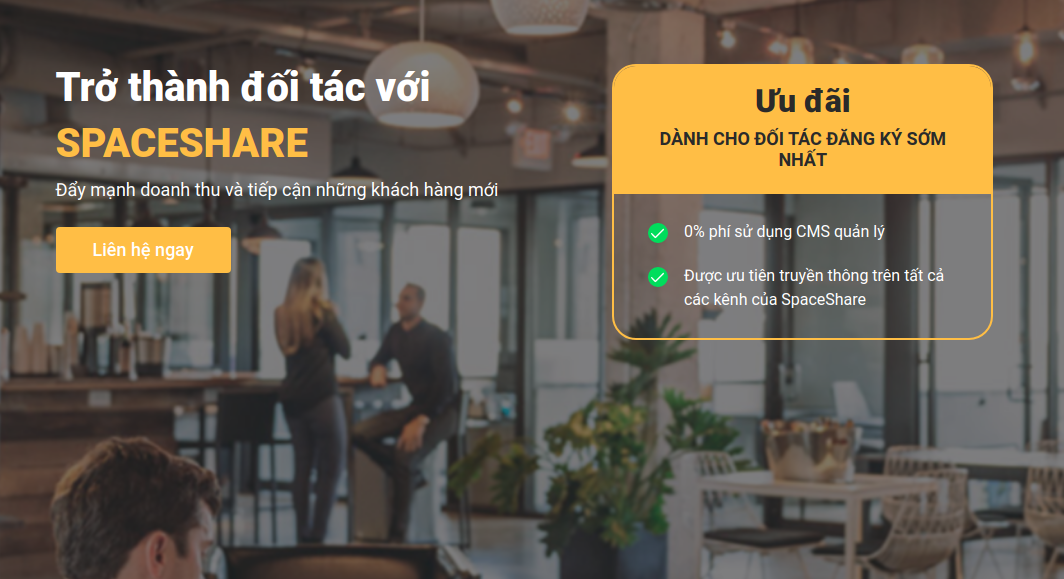 Trở thành đối tác với
SPACESHARE
Đẩy mạnh doanh thu và tiếp cận những khách hàng mới
Liên hệ ngay
Ưu đãi
DÀNH CHO ĐỐI TÁC ĐĂNG KÝ SỚM
NHẤT
0% phí sử dụng CMS quản lý
Được ưu tiên truyền thông trên tất cả
các kênh của SpaceShare